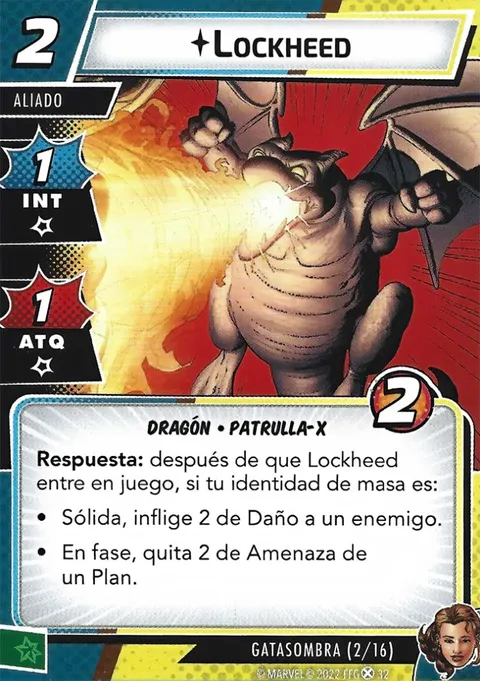 2
Lockheed
ALIADO
1
INT
1
ATQ
2
DRAGÓN • PATRULLA-X
Respuesta: después de que Lockheed
entre en juego, si tu identidad de masa es:
• Sólida, inflige 2 de Daño a un enemigo.
• En fase, quita 2 de Amenaza de
un Plan.
GATASOMBRA (2/16)
© MARVEL © 2022 FFG 32